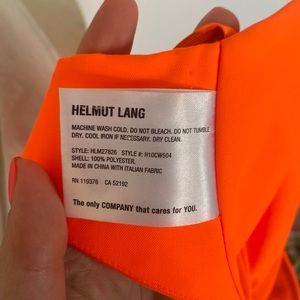 HELMUT LANG
MACHINE WASH COLD. DO NOT BLEACH. DO NOT TUMBLE
DRY. COOL IRON IF NECESSARY. DRY CLEAN.
STYLE: HLM27826 STYLE #: H10CW504
SHELL: 100% POLYESTER.
MADE IN CHINA WITH ITALIAN FABRIC
RN 119376 CA 52192
The only COMPANY that cares for YOU.